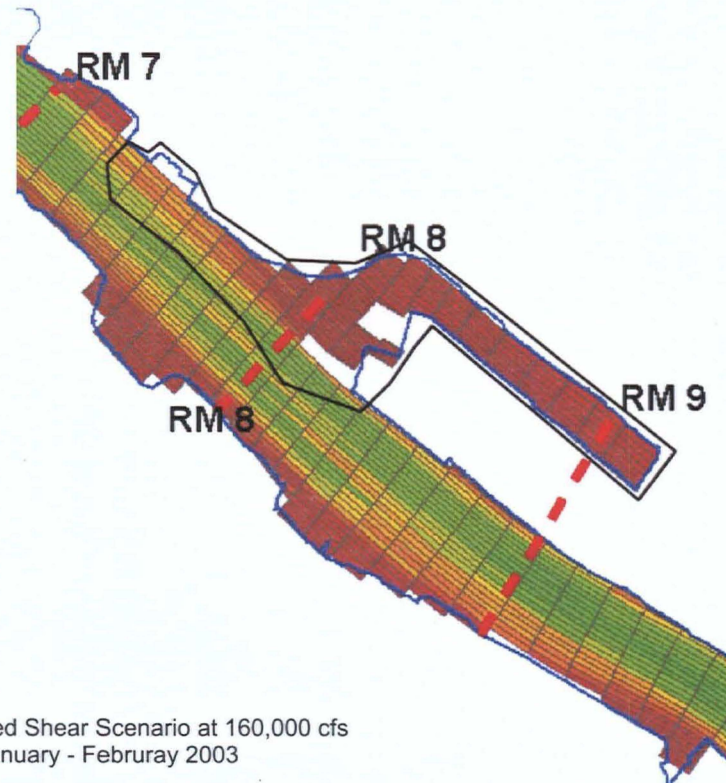 RM 7
RM 8
RM 8
RM 9
ed Shear Scenario at 160,000 cfs
nuary - Februray 2003